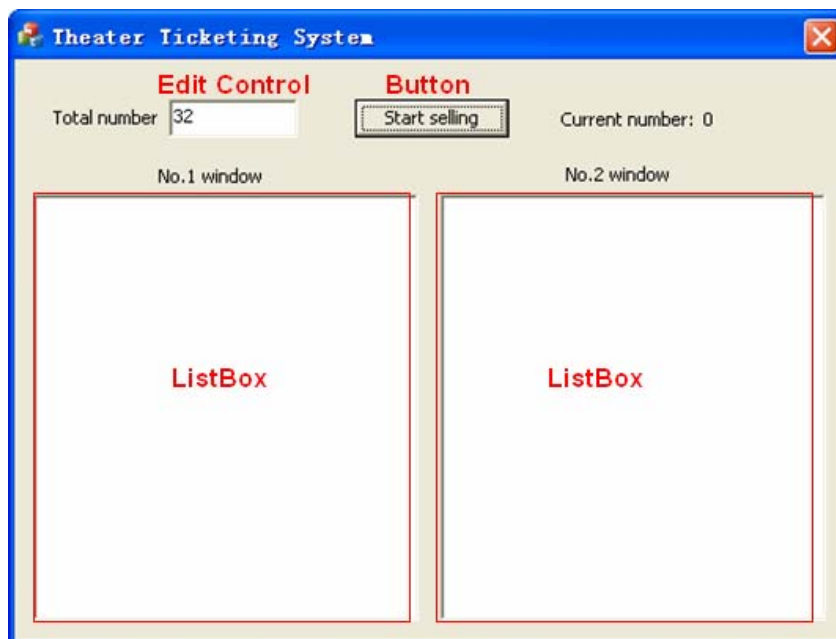 Theater Ticketing System
Edit Control Button
Total number 32 Start selling Current number: 0
No.1 window No.2 window
ListBox ListBox